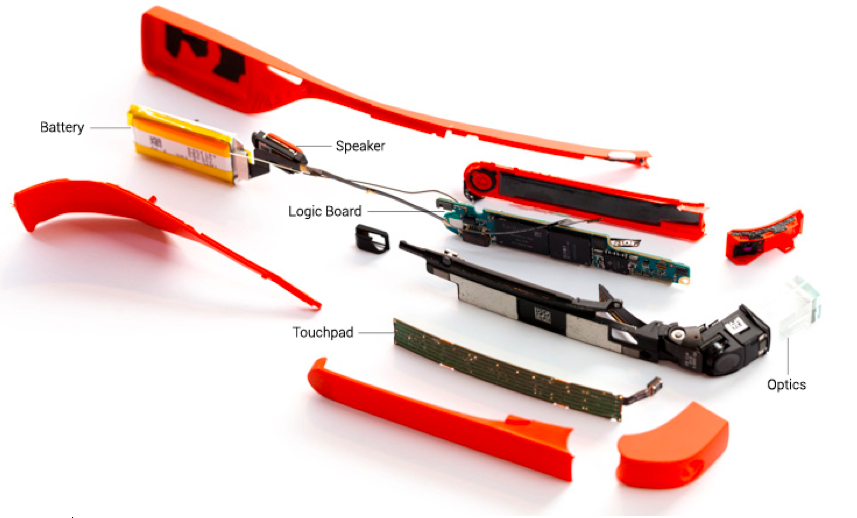 Battery
Speaker
Logic Board
Touchpad
Optics